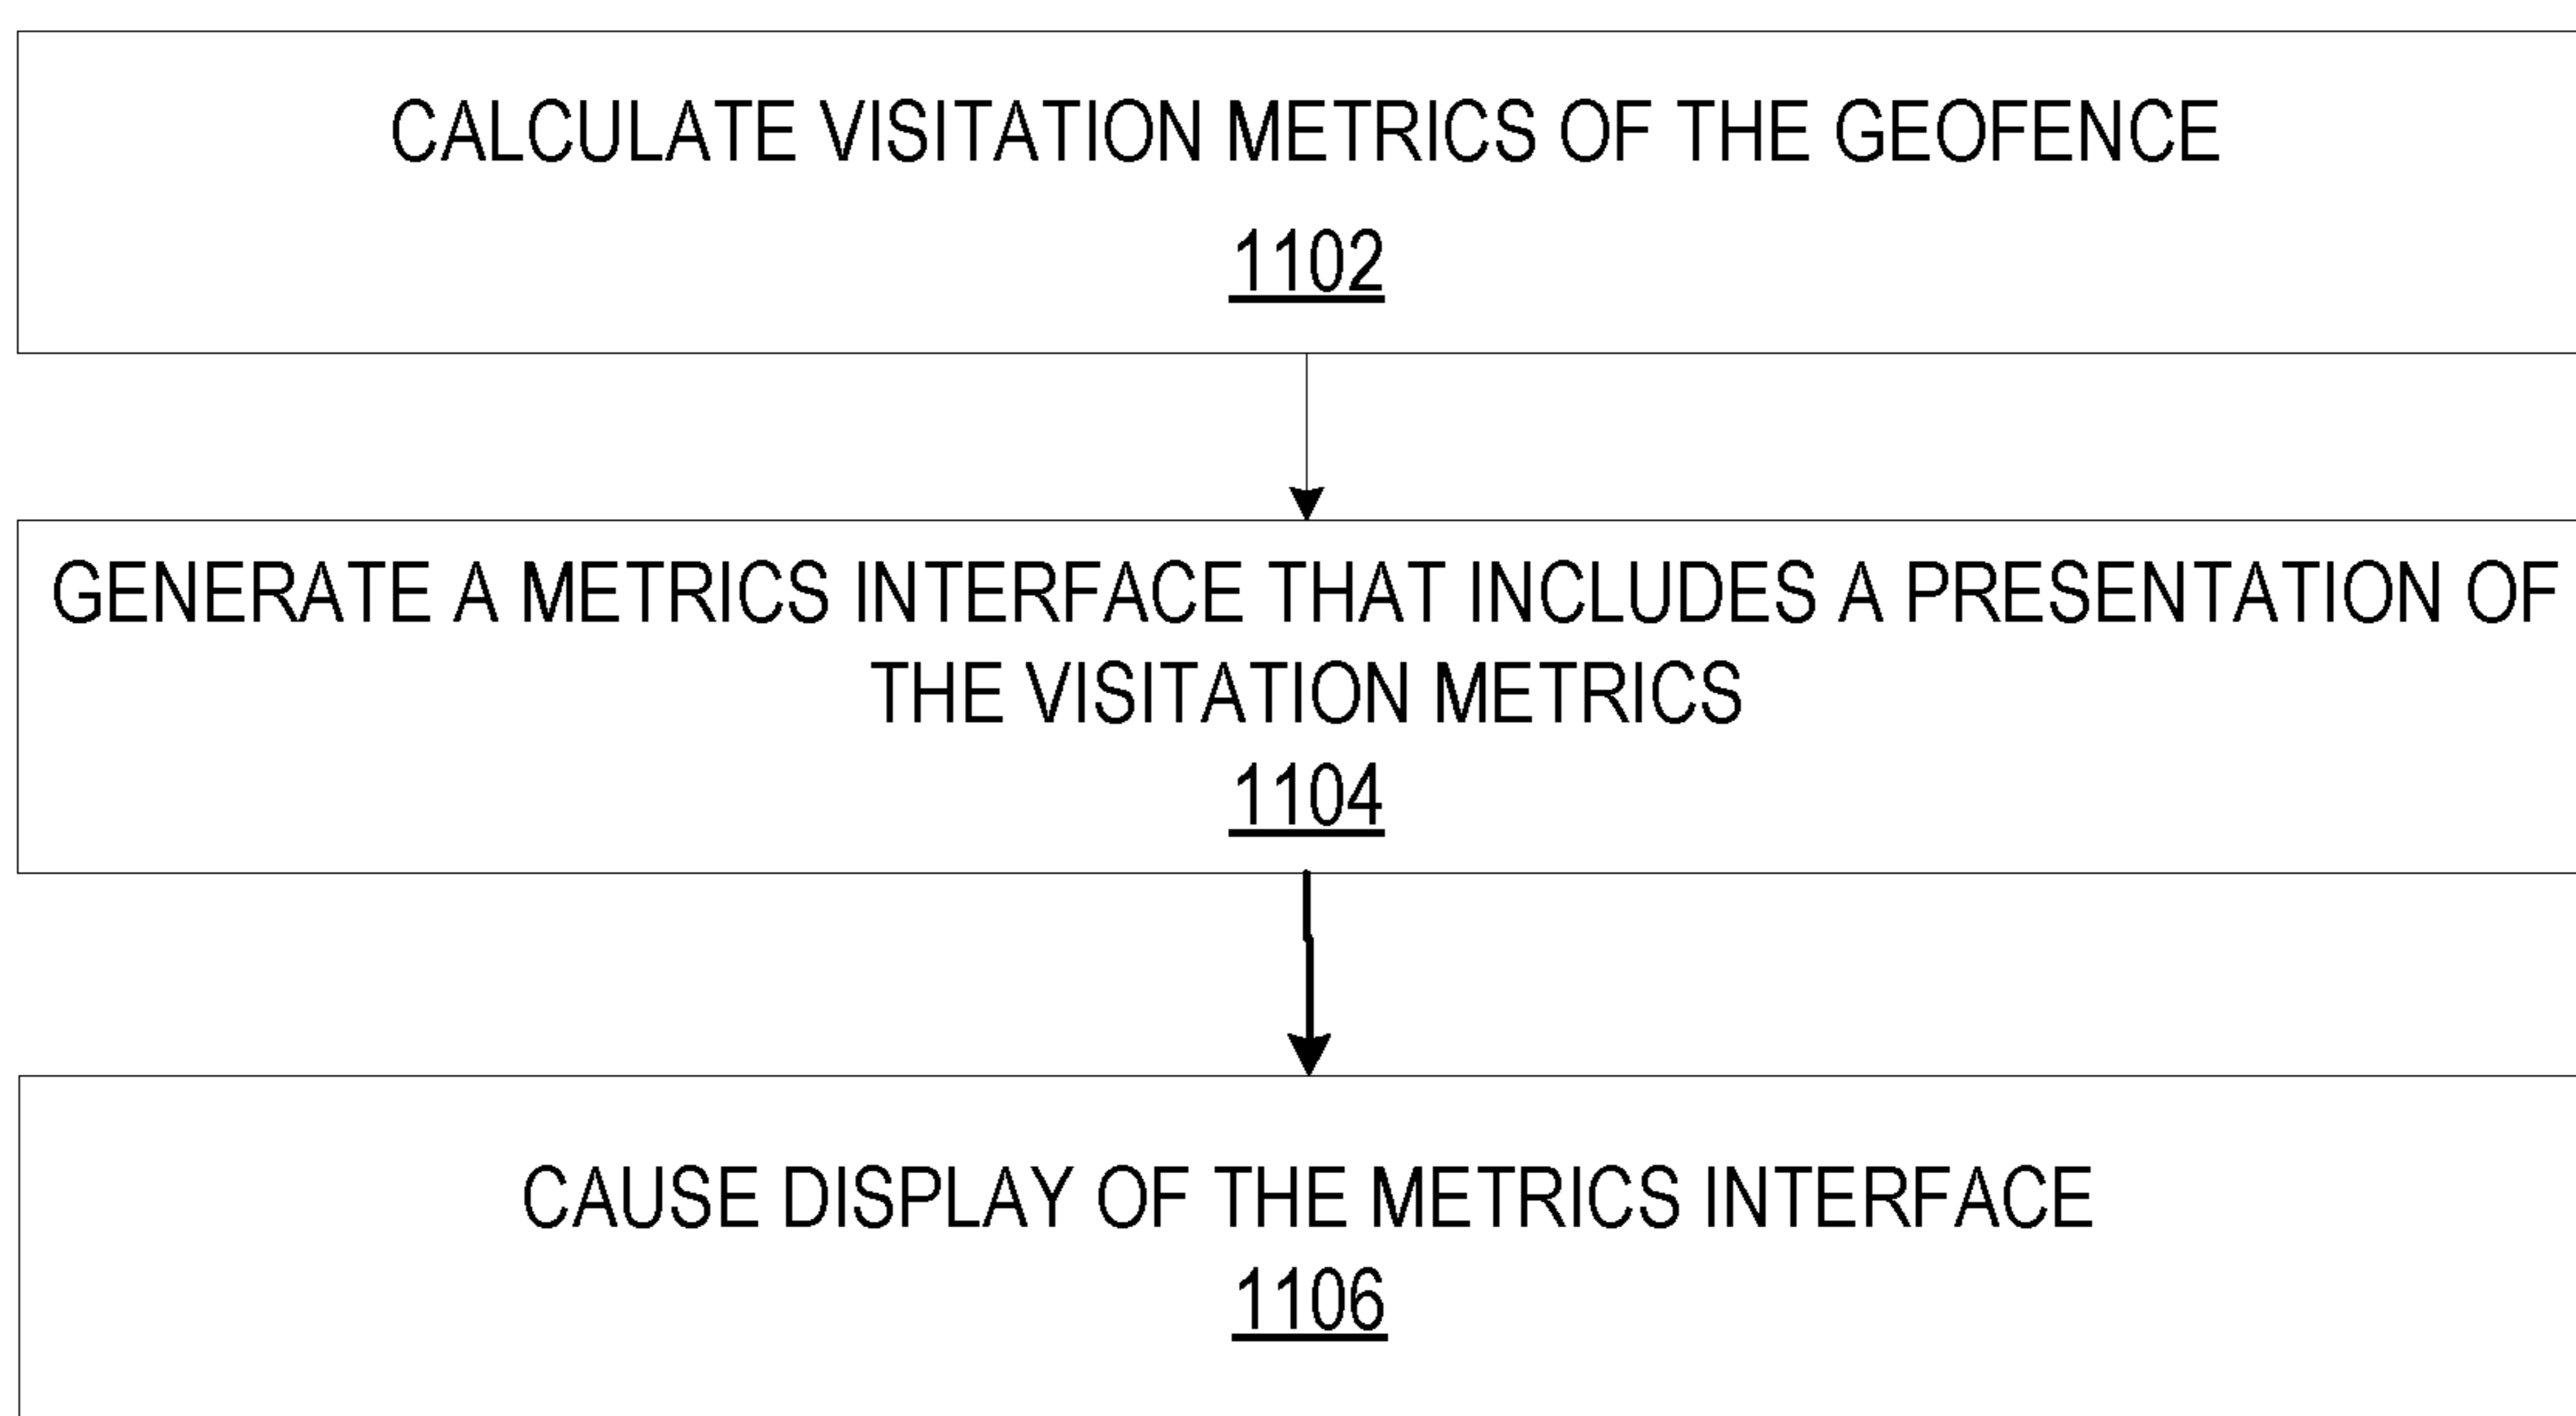 CALCULATE VISITATION METRICS OF THE GEOFENCE
1102
GENERATE A METRICS INTERFACE THAT INCLUDES A PRESENTATION OF
THE VISITATION METRICS
1104
CAUSE DISPLAY OF THE METRICS INTERFACE
1106